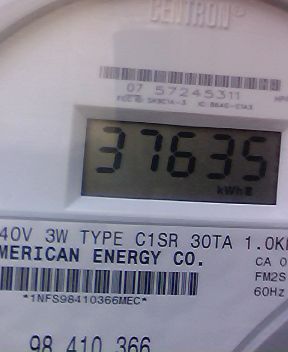 CENTRON®
07 57245311
37635
kWh
40V 3W TYPE C1SR 30TA 1.0K
MERICAN ENERGY CO.
CA 0
FM2S
60Hz
*1NFS98410366MEC*
98 410 366